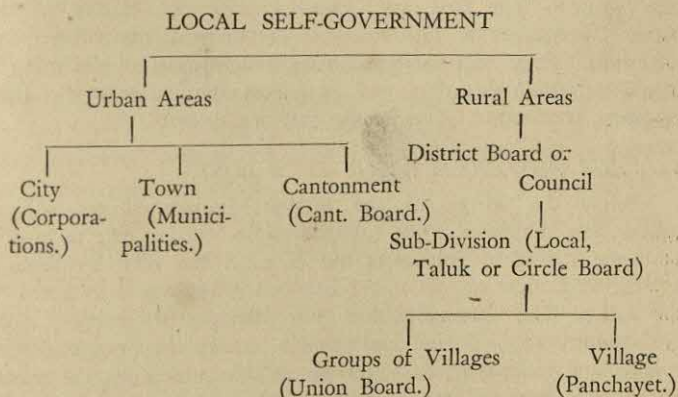 LOCAL SELF-GOVERNMENT
Urban Areas
Rural Areas
City
(Corpora-
tions.)
Town
(Munici-
palities.)
Cantonment
(Cant. Board.)
District Board or
Council
Sub-Division (Local,
Taluk or Circle Board)
Groups of Villages
(Union Board.)
Village
(Panchayet.)